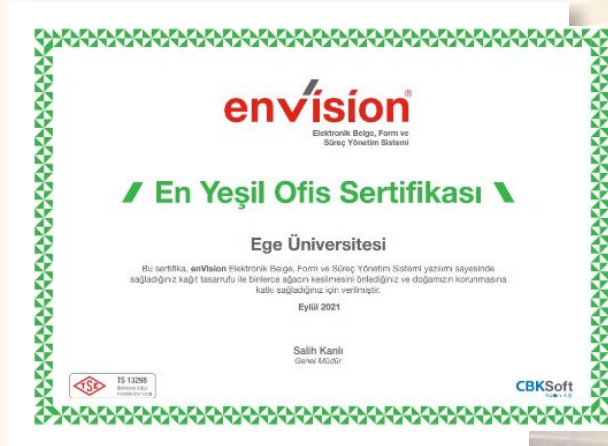 envision®
Elektronik Belge, Form ve
Süreç Yönetim Sistemi
En Yeşil Ofis Sertifikası
Ege Üniversitesi
Bu sertifika, enVision Elektronik Belge, Form ve Süreç Yönetim Sistemi yazılımı sayesinde
sağladığınız kağıt tasarrufu ile binlerce ağacın kesilmesini önlediğiniz ve doğamızın korunmasına
katkı sağladığınız için verilmiştir.
Eylül 2021
Salih Kanlı
Genel Müdür
TSE
TS 13298
CBKSoft